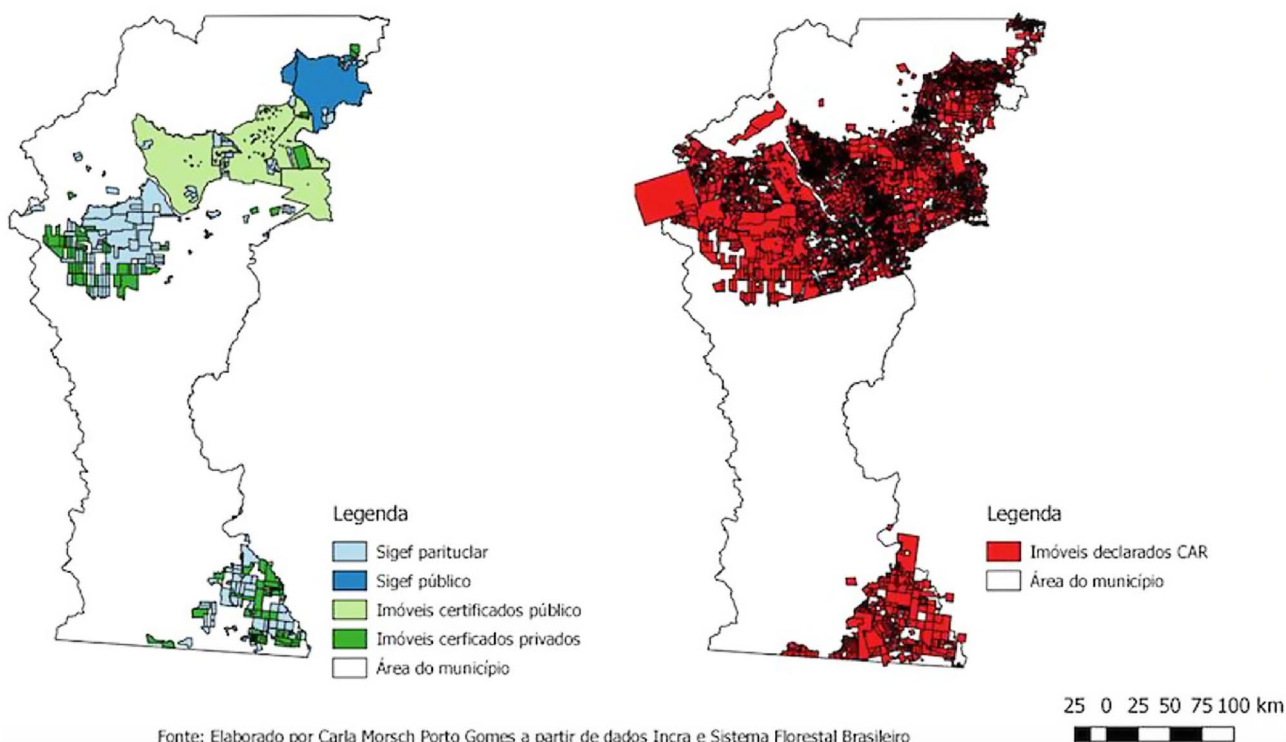 Legenda
Sigef parituclar
Sigef público
Imóveis certificados público
Imóveis cerficados privados
Área do município
Legenda
Imóveis declarados CAR
Área do município
25 0 25 50 75 100 km
Fonte: Elaborado por Carla Morsch Porto Gomes a partir de dados Incra e Sistema Florestal Brasileiro